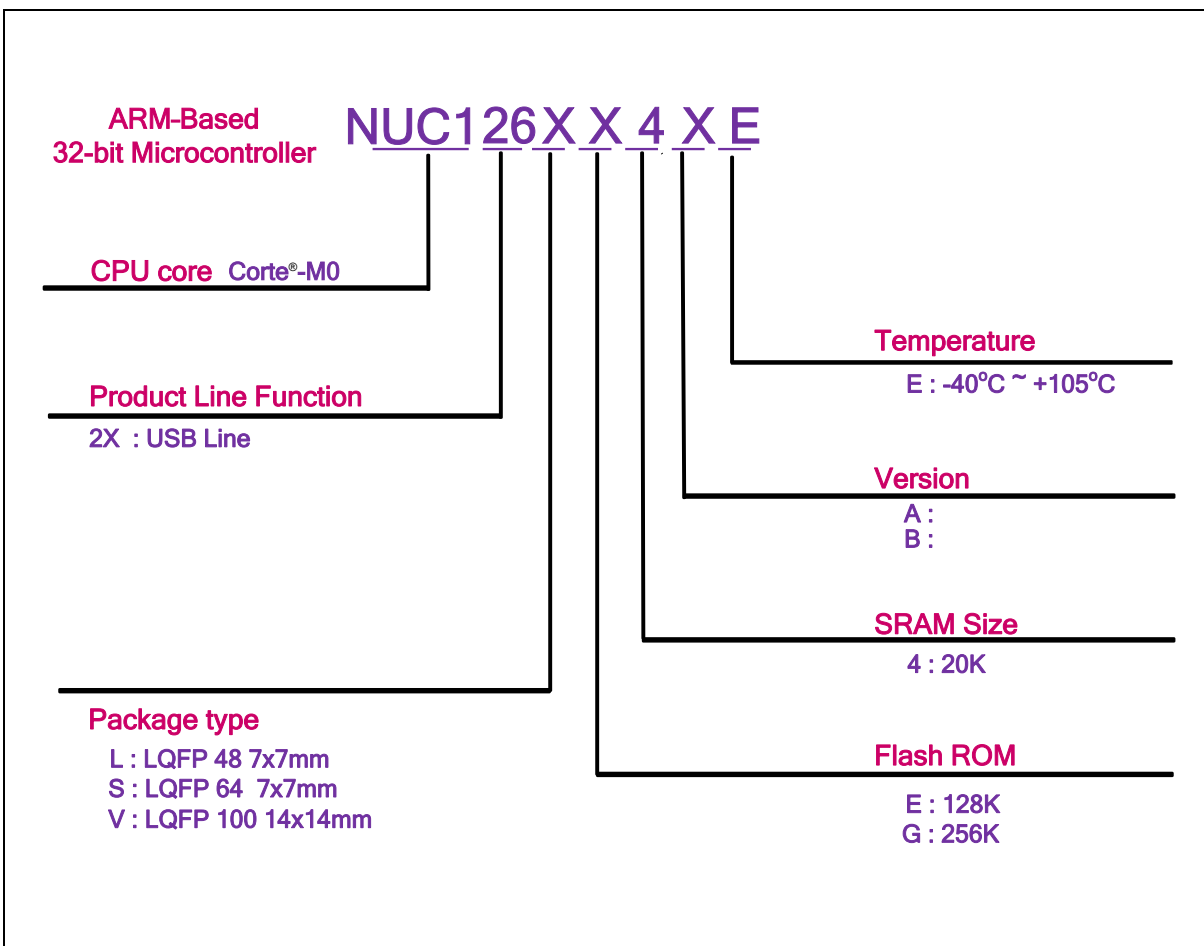 ARM-Based
32-bit Microcontroller
NUC126XX4XE
CPU core Corte®-M0
Product Line Function
2X : USB Line
Package type
L : LQFP 48 7x7mm
S : LQFP 64 7x7mm
V : LQFP 100 14x14mm
Temperature
E : -40°C ~ +105°C
Version
A :
B :
SRAM Size
4 : 20K
Flash ROM
E : 128K
G : 256K